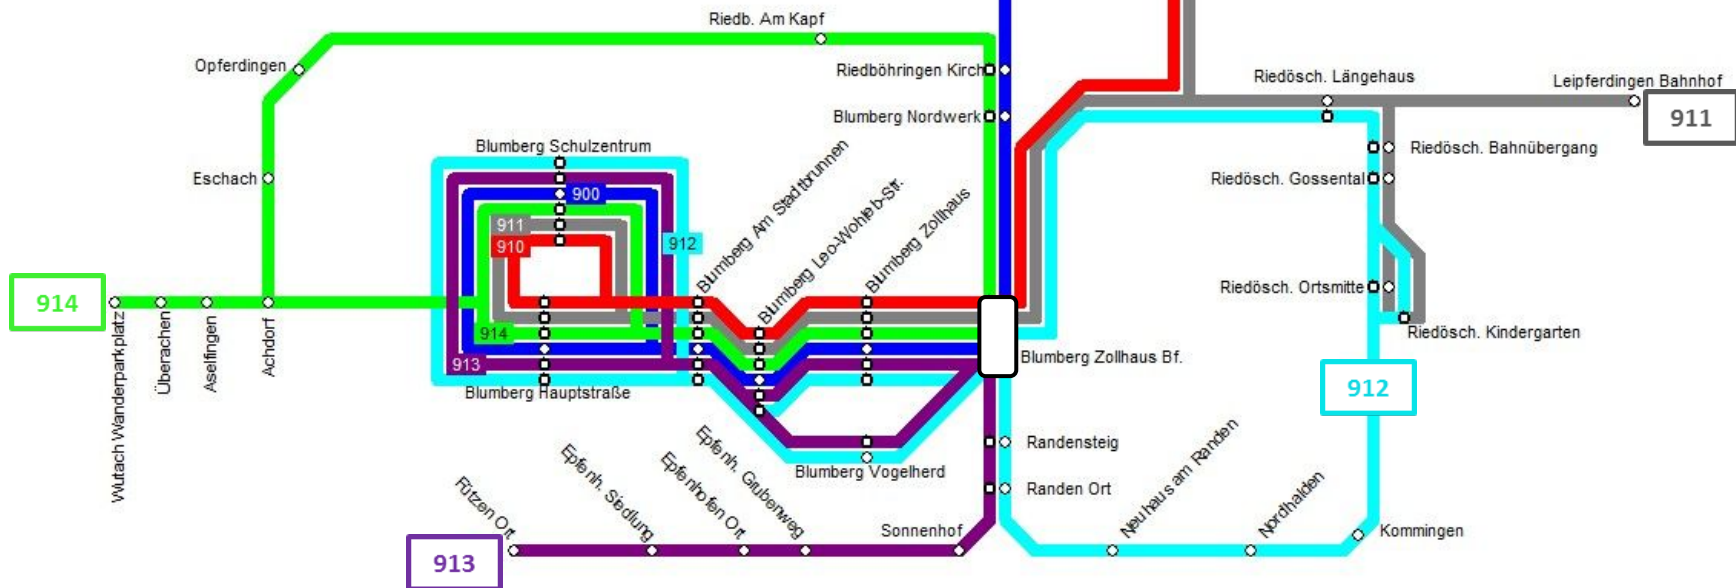 Riedb. Am Kapf
Opferdingen
Riedböhringen Kirch
Riedösch. Längehaus
Leipferdingen Bahnhof
911
Blumberg Nordwerk
Blumberg Schulzentrum
Riedösch. Bahnübergang
Eschach
900
Riedösch. Gossental
911
910
912
Blumberg Am Stadtbrunnen
Blumberg Leo-Wohleb-Str.
Blumberg Zollhaus
914
Riedösch. Ortsmitte
Wutach Wanderparkplatz
Überachen
Aselfingen
Achdorf
914
Riedösch. Kindergarten
913
Blumberg Zollhaus Bf.
Blumberg Hauptstraße
912
Randensteig
Blumberg Vogelherd
Randen Ort
Fützen Ort
Epfenh. Siedlung
Epfenhofen Ort
Epfenh. Grubenweg
Sonnenhof
Neuhaus am Randen
Nordhalden
Kommingen
913